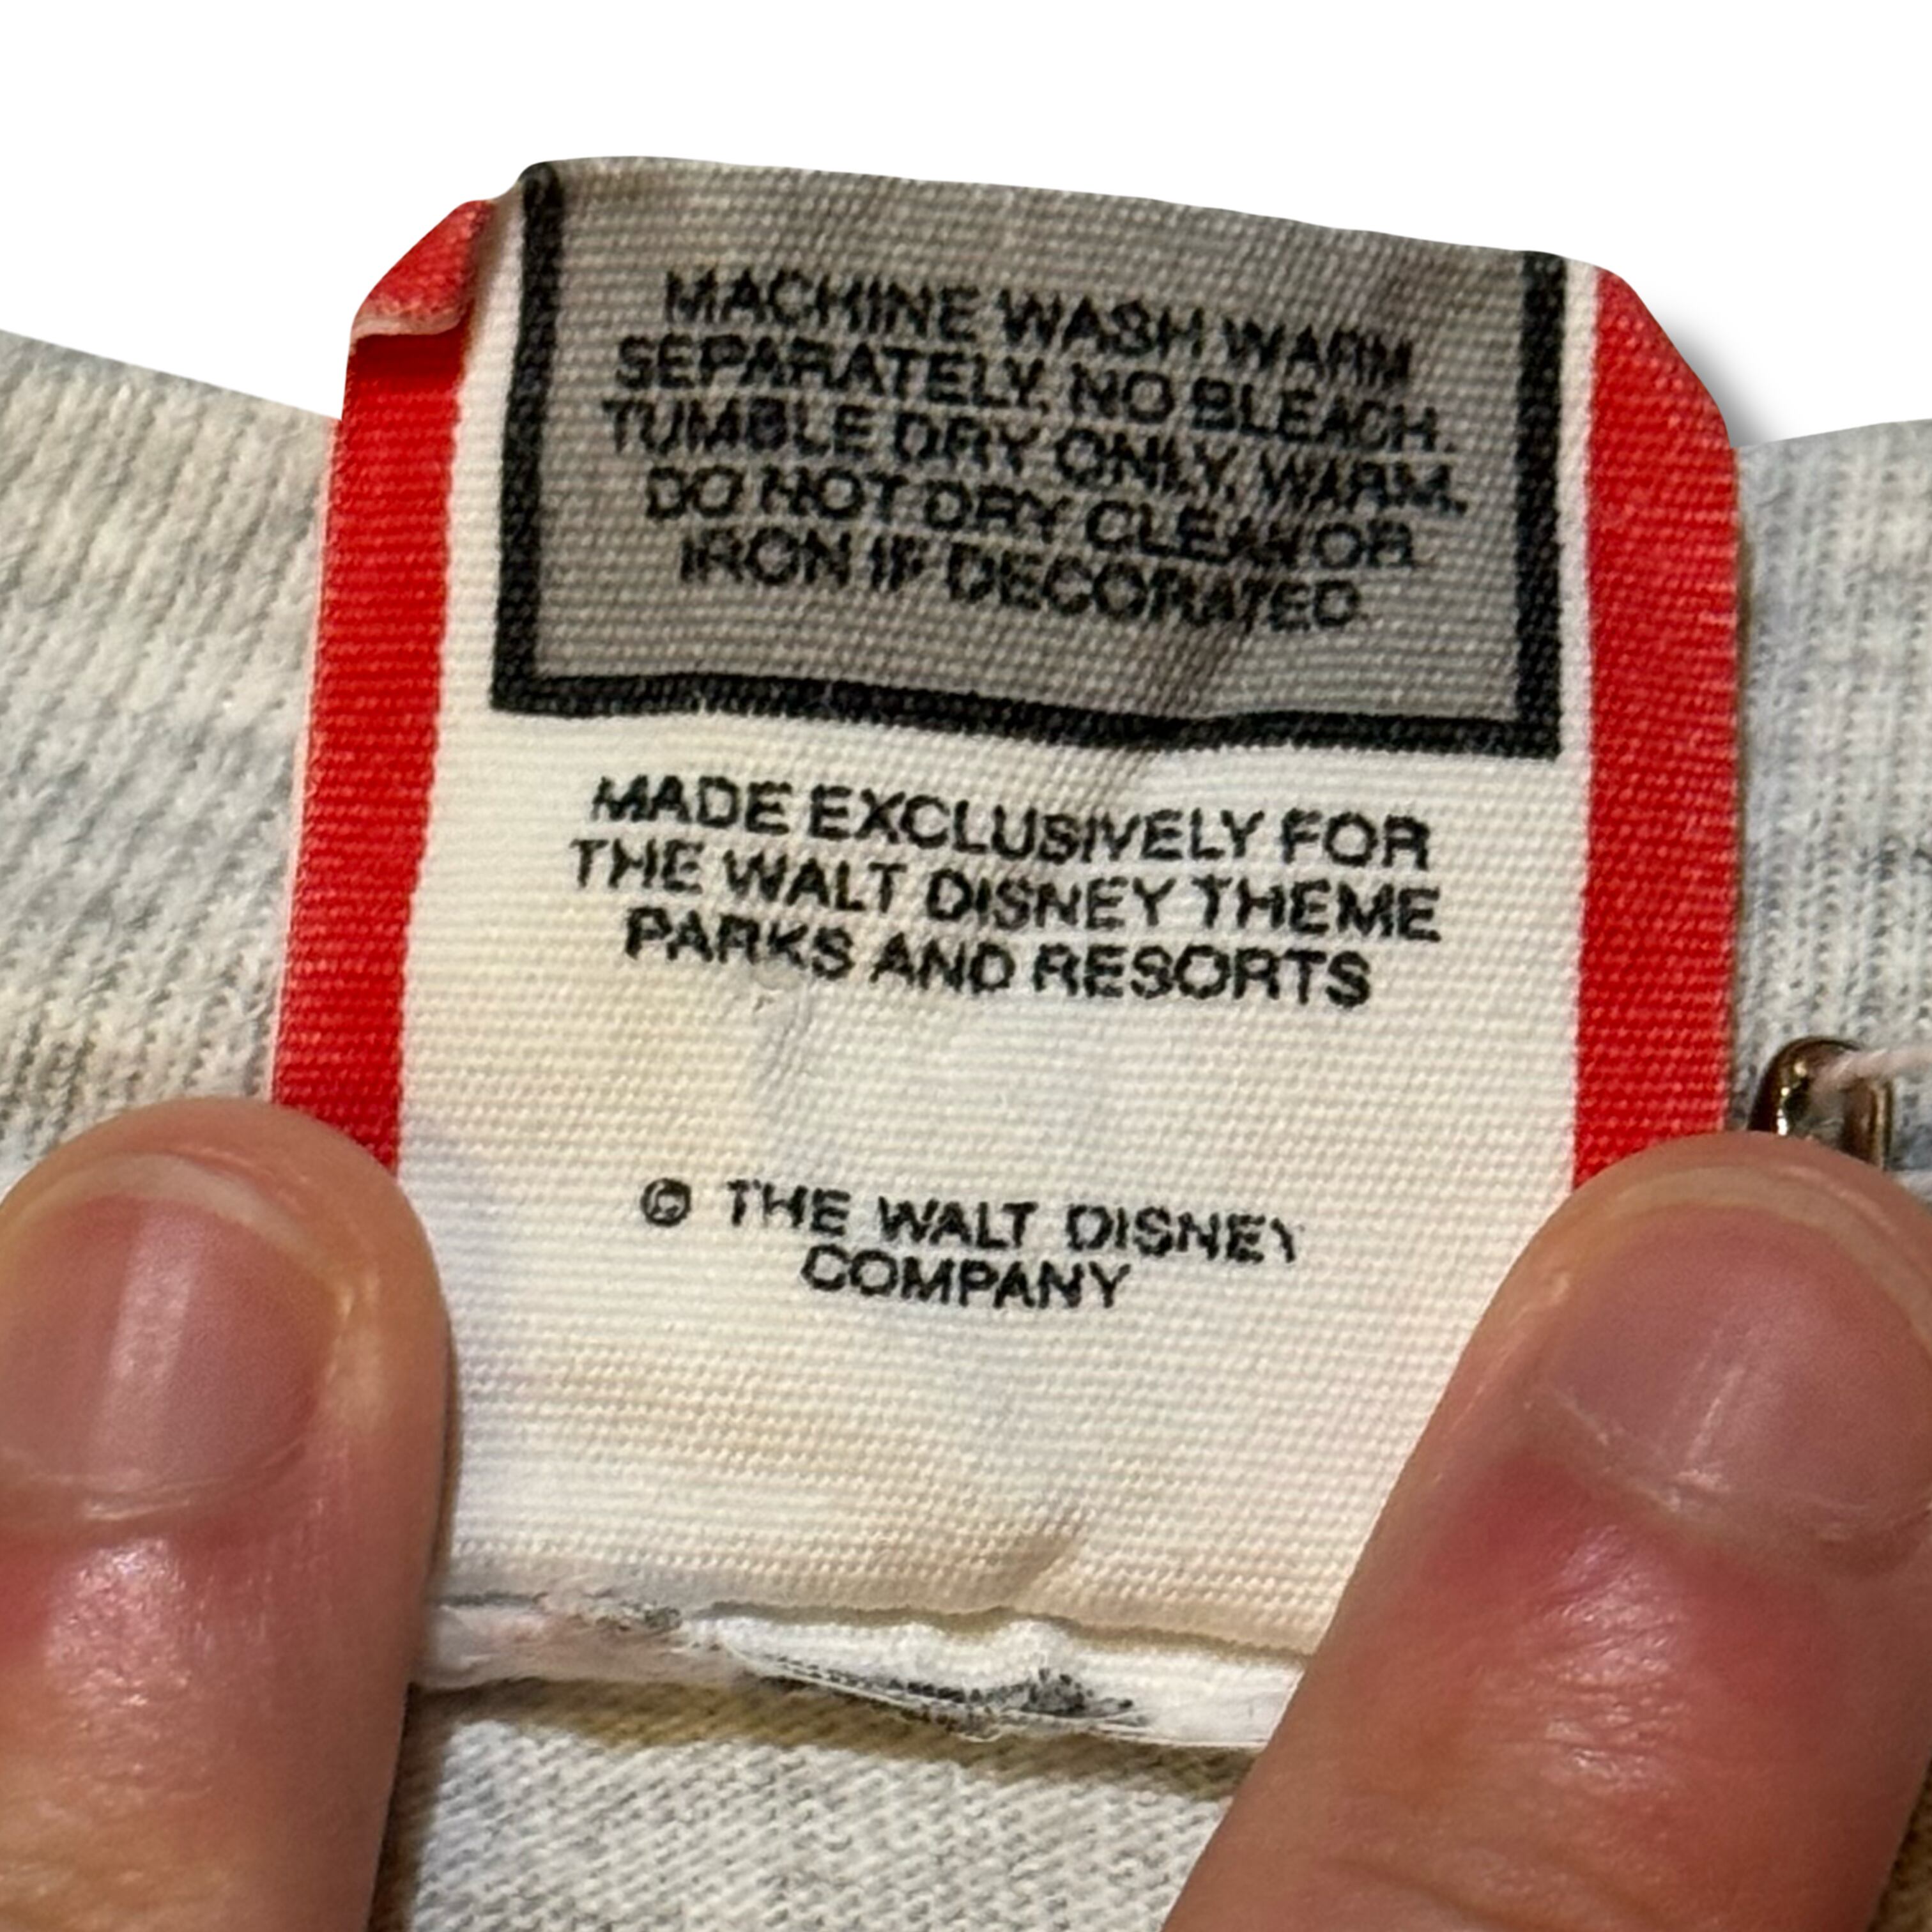 MACHINE WASH WARM
SEPARATELY. NO BLEACH.
TUMBLE DRY ONLY, WARM.
DO NOT DRY CLEAN OR
IRON IF DECORATED
MADE EXCLUSIVELY FOR
THE WALT DISNEY THEME
PARKS AND RESORTS
© THE WALT DISNEY
COMPANY